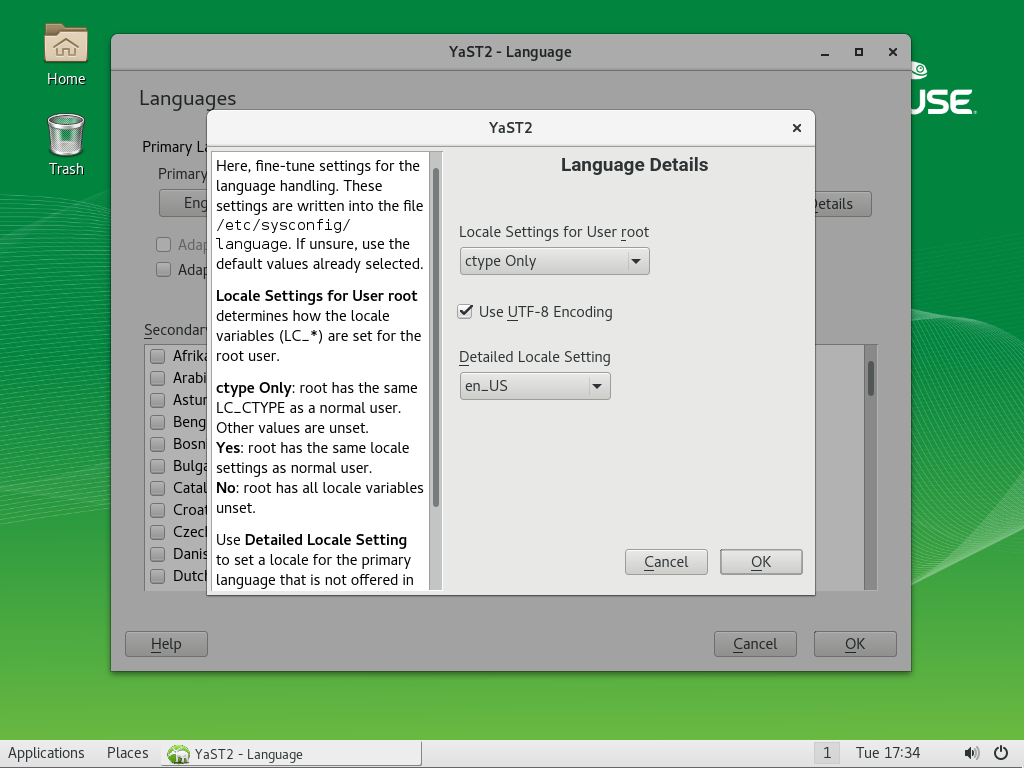 Home
Trash
USE
YaST2 - Language
Languages
Primary La
Primary
Eng
Details
Adap
Adap
Secondary
Afrika
Arabi
Astur
Beng
Bosn
Bulga
Catal
Croat
Czech
Danis
Dutch
Help
Cancel
OK
YaST2
Here, fine-tune settings for the
language handling. These
settings are written into the file
/etc/sysconfig/
language. If unsure, use the
default values already selected.
Locale Settings for User root
determines how the locale
variables (LC_*) are set for the
root user.
ctype Only: root has the same
LC_CTYPE as a normal user.
Other values are unset.
Yes: root has the same locale
settings as normal user.
No: root has all locale variables
unset.
Use Detailed Locale Setting
to set a locale for the primary
language that is not offered in
Language Details
Locale Settings for User root
ctype Only
Use UTF-8 Encoding
Detailed Locale Setting
en_US
Cancel
OK
Applications
Places
YaST2 - Language
1
Tue 17:34